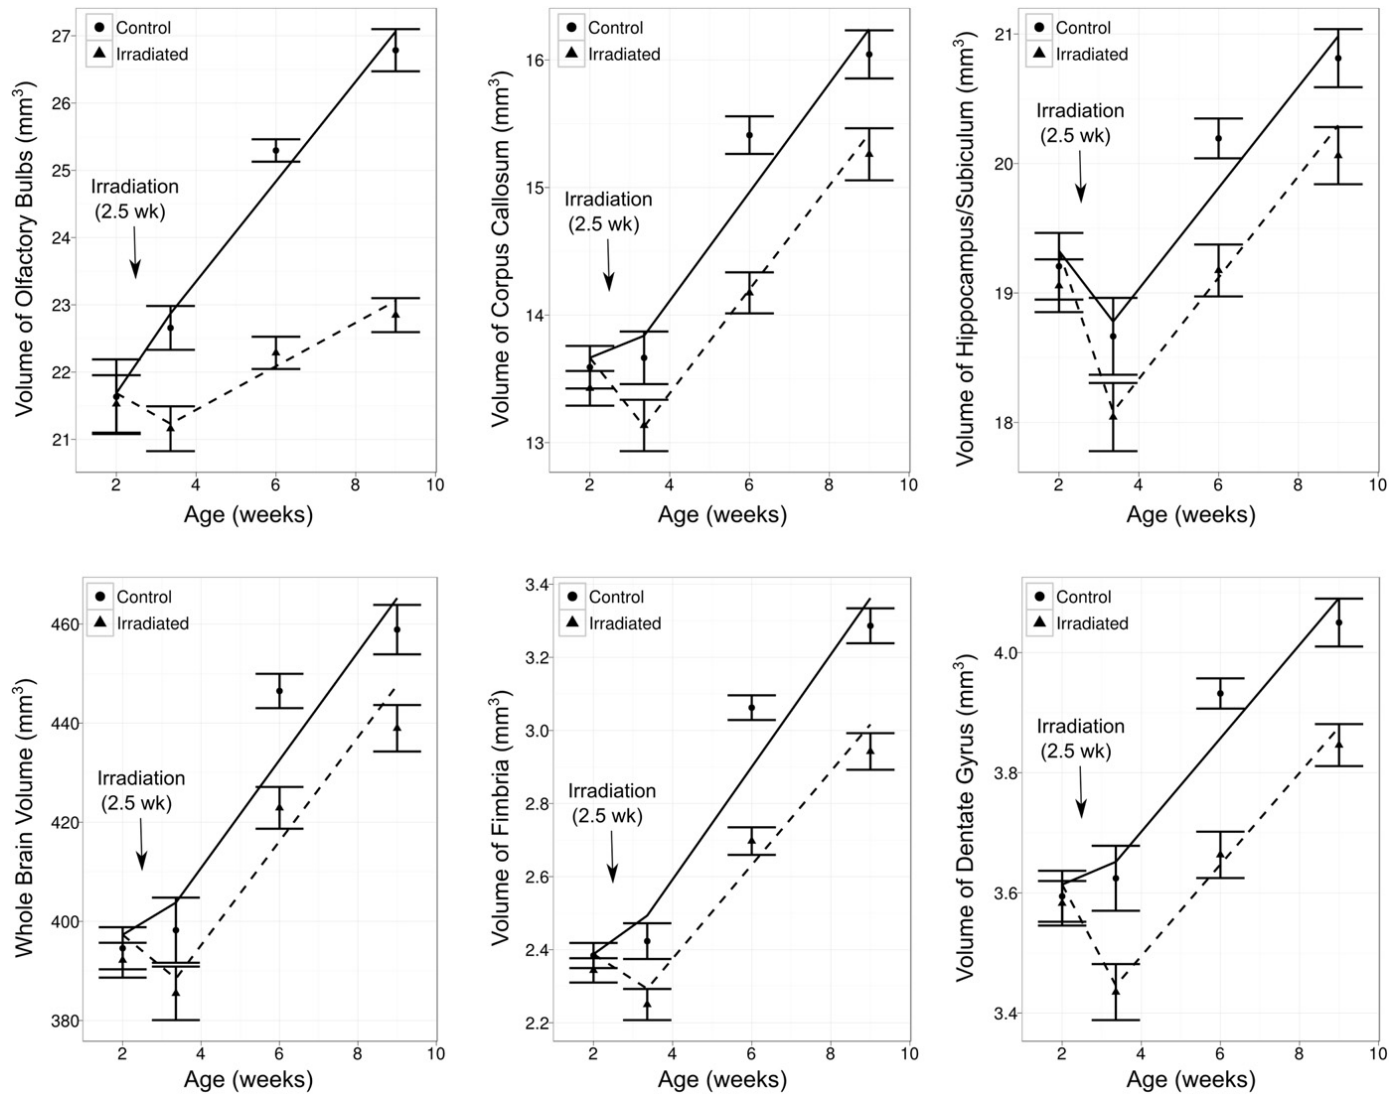 Control
Irradiated
27
26
25
24
23
22
21
Irradiation
(2.5 wk)
Volume of Olfactory Bulbs (mm³)
2 4 6 8 10
Age (weeks)
Control
Irradiated
16
15
14
13
Irradiation
(2.5 wk)
Volume of Corpus Callosum (mm³)
2 4 6 8 10
Age (weeks)
Control
Irradiated
21
20
19
18
Irradiation
(2.5 wk)
Volume of Hippocampus/Subiculum (mm³)
2 4 6 8 10
Age (weeks)
Control
Irradiated
460
440
420
400
380
Irradiation
(2.5 wk)
Whole Brain Volume (mm³)
2 4 6 8 10
Age (weeks)
Control
Irradiated
3.4
3.2
3.0
2.8
2.6
2.4
2.2
Irradiation
(2.5 wk)
Volume of Fimbria (mm³)
2 4 6 8 10
Age (weeks)
Control
Irradiated
4.0
3.8
3.6
3.4
Irradiation
(2.5 wk)
Volume of Dentate Gyrus (mm³)
2 4 6 8 10
Age (weeks)